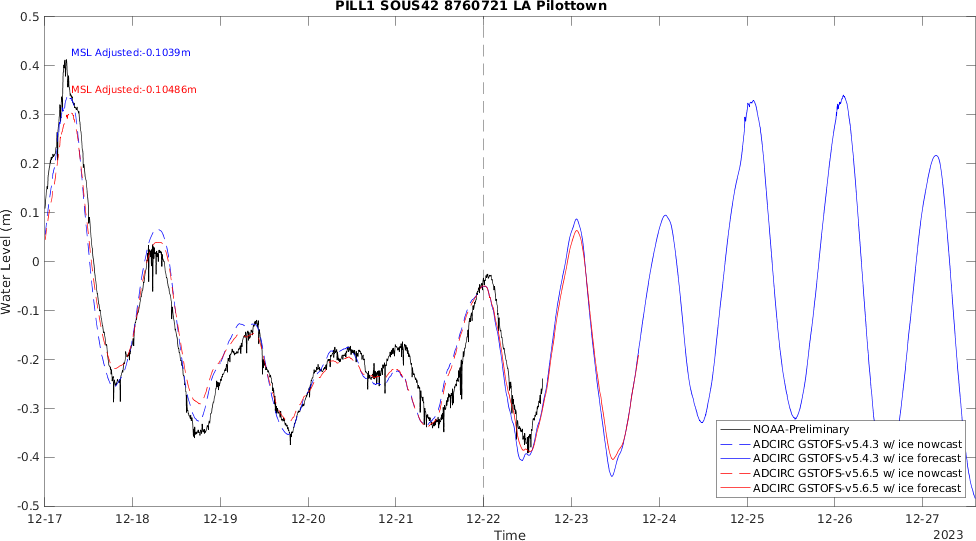 PILL1 SOUS42 8760721 LA Pilottown
MSL Adjusted:-0.1039m
MSL Adjusted:-0.10486m
Water Level (m)
0.5
0.4
0.3
0.2
0.1
0
-0.1
-0.2
-0.3
-0.4
-0.5
NOAA-Preliminary
ADCIRC GSTOFS-v5.4.3 w/ ice nowcast
ADCIRC GSTOFS-v5.4.3 w/ ice forecast
ADCIRC GSTOFS-v5.6.5 w/ ice nowcast
ADCIRC GSTOFS-v5.6.5 w/ ice forecast
12-17 12-18 12-19 12-20 12-21 12-22 12-23 12-24 12-25 12-26 12-27
Time
2023